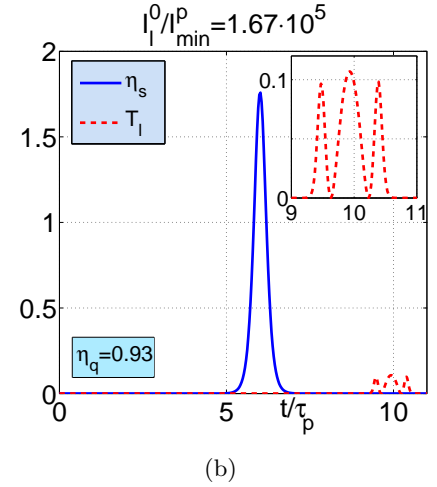 I_l^0/I_min^p=1.67·10^5
2
1.5
1
0.5
0
η_s
T_l
0.1
0
9 10 11
η_q=0.93
0 5 t/τ_p 10
(b)